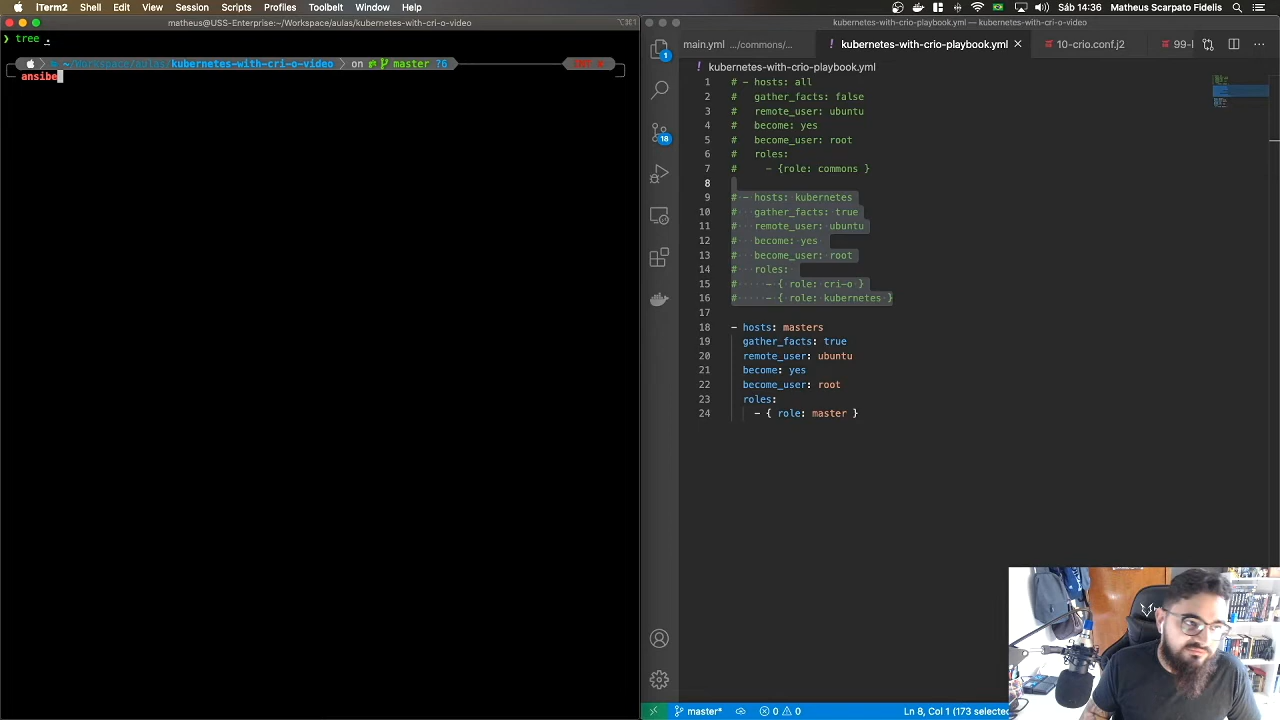 iTerm2 Shell Edit View Session Scripts Profiles Toolbelt Window Help
Sáb 14:36 Matheus Scarpato Fidelis
matheus@USS-Enterprise:~/Workspace/aulas/kubernetes-with-cri-o-video
❯ tree .
~/Workspace/aulas/kubernetes-with-cri-o-video on master ?6
ansibe
kubernetes-with-crio-playbook.yml — kubernetes-with-cri-o-video
main.yml .../commons/... kubernetes-with-crio-playbook.yml 10-crio.conf.j2 99-
kubernetes-with-crio-playbook.yml
1 # - hosts: all
2 #   gather_facts: false
3 #   remote_user: ubuntu
4 #   become: yes
5 #   become_user: root
6 #   roles:
7 #     - {role: commons }
8
9 # - hosts: kubernetes
10 #   gather_facts: true
11 #   remote_user: ubuntu
12 #   become: yes
13 #   become_user: root
14 #   roles:
15 #     - { role: cri-o }
16 #     - { role: kubernetes }
17
18 - hosts: masters
19   gather_facts: true
20   remote_user: ubuntu
21   become: yes
22   become_user: root
23   roles:
24     - { role: master }
1
18
master* 0 0 Ln 8, Col 1 (173 selected